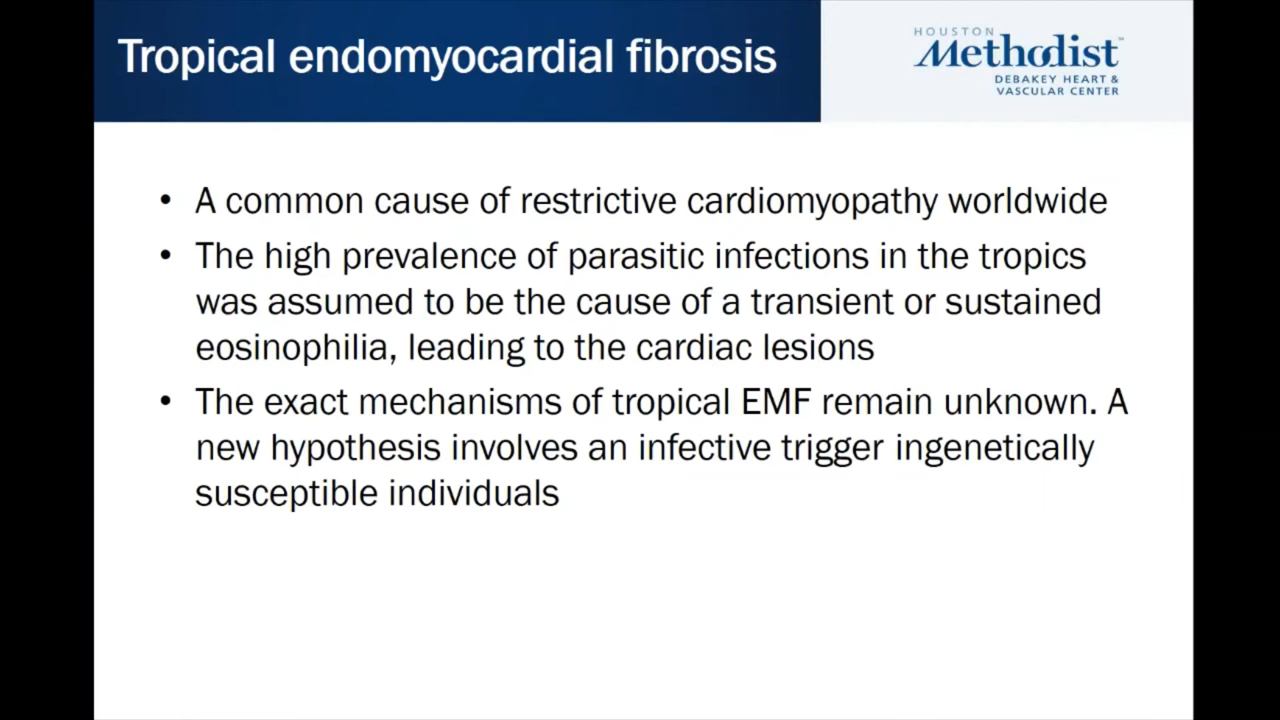 Tropical endomyocardial fibrosis
HOUSTON
Methodist
DEBAKEY HEART &
VASCULAR CENTER
• A common cause of restrictive cardiomyopathy worldwide
• The high prevalence of parasitic infections in the tropics
was assumed to be the cause of a transient or sustained
eosinophilia, leading to the cardiac lesions
• The exact mechanisms of tropical EMF remain unknown. A
new hypothesis involves an infective trigger ingenetically
susceptible individuals